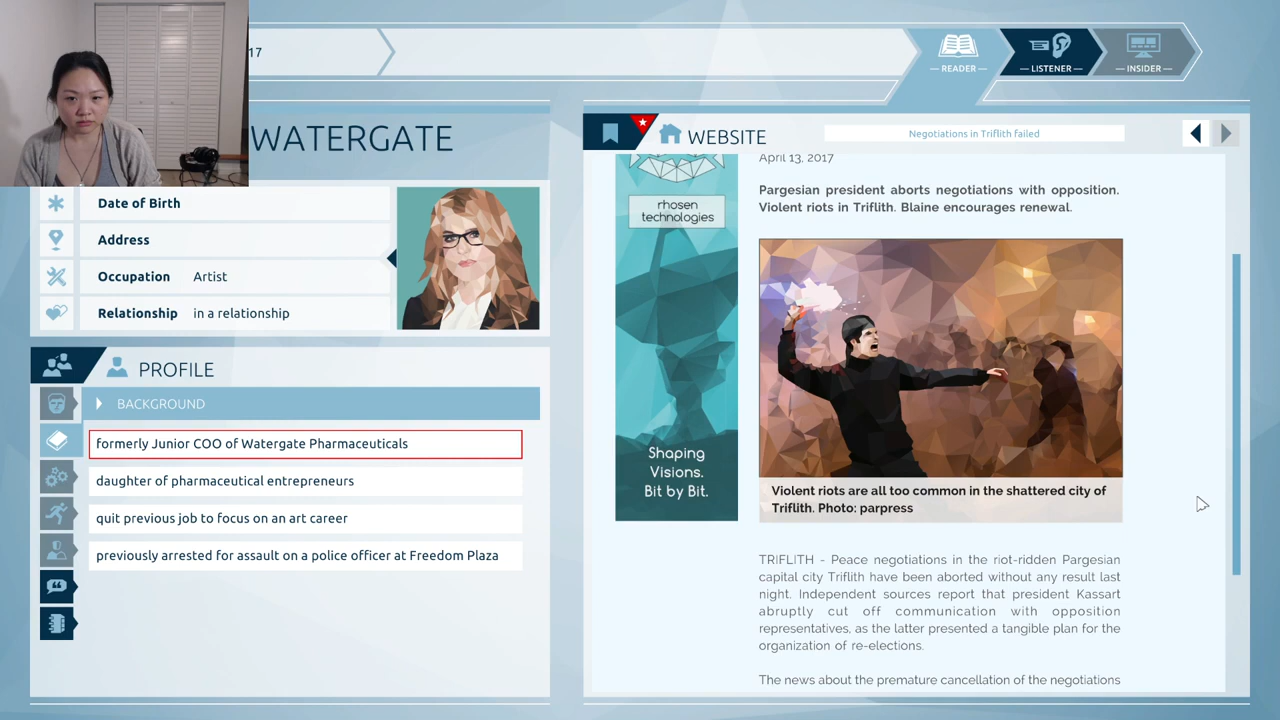 17
READER
LISTENER
INSIDER
WATERGATE
Date of Birth
Address
Occupation Artist
Relationship in a relationship
PROFILE
BACKGROUND
formerly Junior COO of Watergate Pharmaceuticals
daughter of pharmaceutical entrepreneurs
quit previous job to focus on an art career
previously arrested for assault on a police officer at Freedom Plaza
WEBSITE
Negotiations in Triflith failed
rhosen
technologies
Shaping
Visions.
Bit by Bit.
April 13, 2017
Pargesian president aborts negotiations with opposition.
Violent riots in Triflith. Blaine encourages renewal.
Violent riots are all too common in the shattered city of
Triflith. Photo: parpress
TRIFLITH - Peace negotiations in the riot-ridden Pargesian
capital city Triflith have been aborted without any result last
night. Independent sources report that president Kassart
abruptly cut off communication with opposition
representatives, as the latter presented a tangible plan for the
organization of re-elections.
The news about the premature cancellation of the negotiations